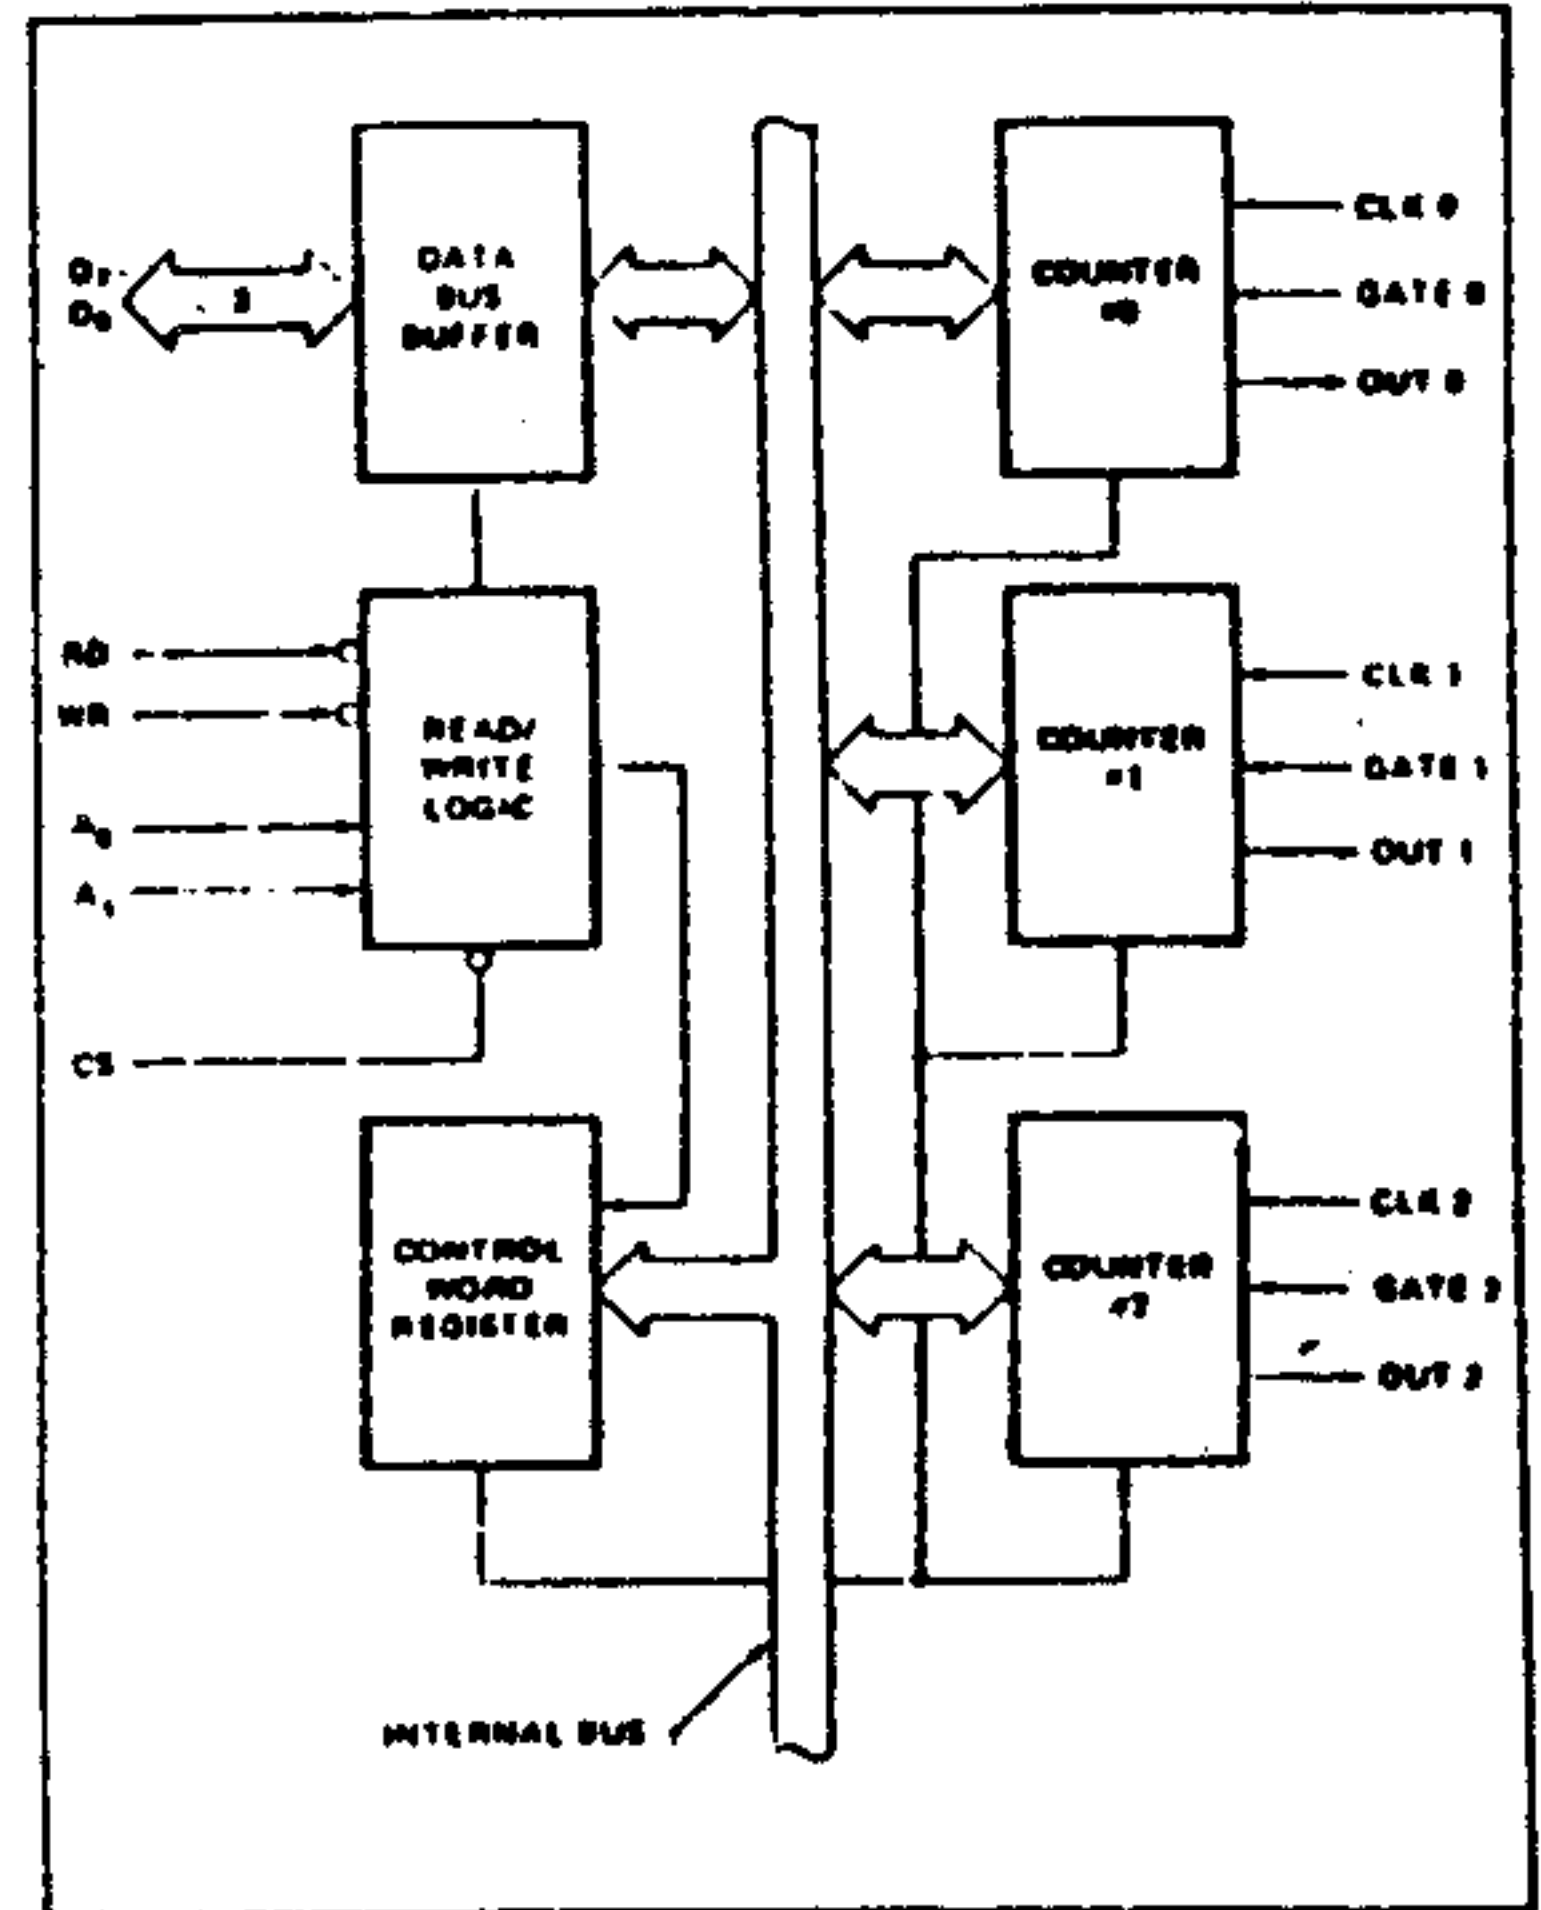 DATA
BUS
BUFFER
D7-
D0
8
COUNTER
#0
CLK 0
GATE 0
OUT 0
RD
WR
A0
A1
READ/
WRITE
LOGIC
COUNTER
#1
CLK 1
GATE 1
OUT 1
CS
CONTROL
WORD
REGISTER
COUNTER
#2
CLK 2
GATE 2
OUT 2
INTERNAL BUS